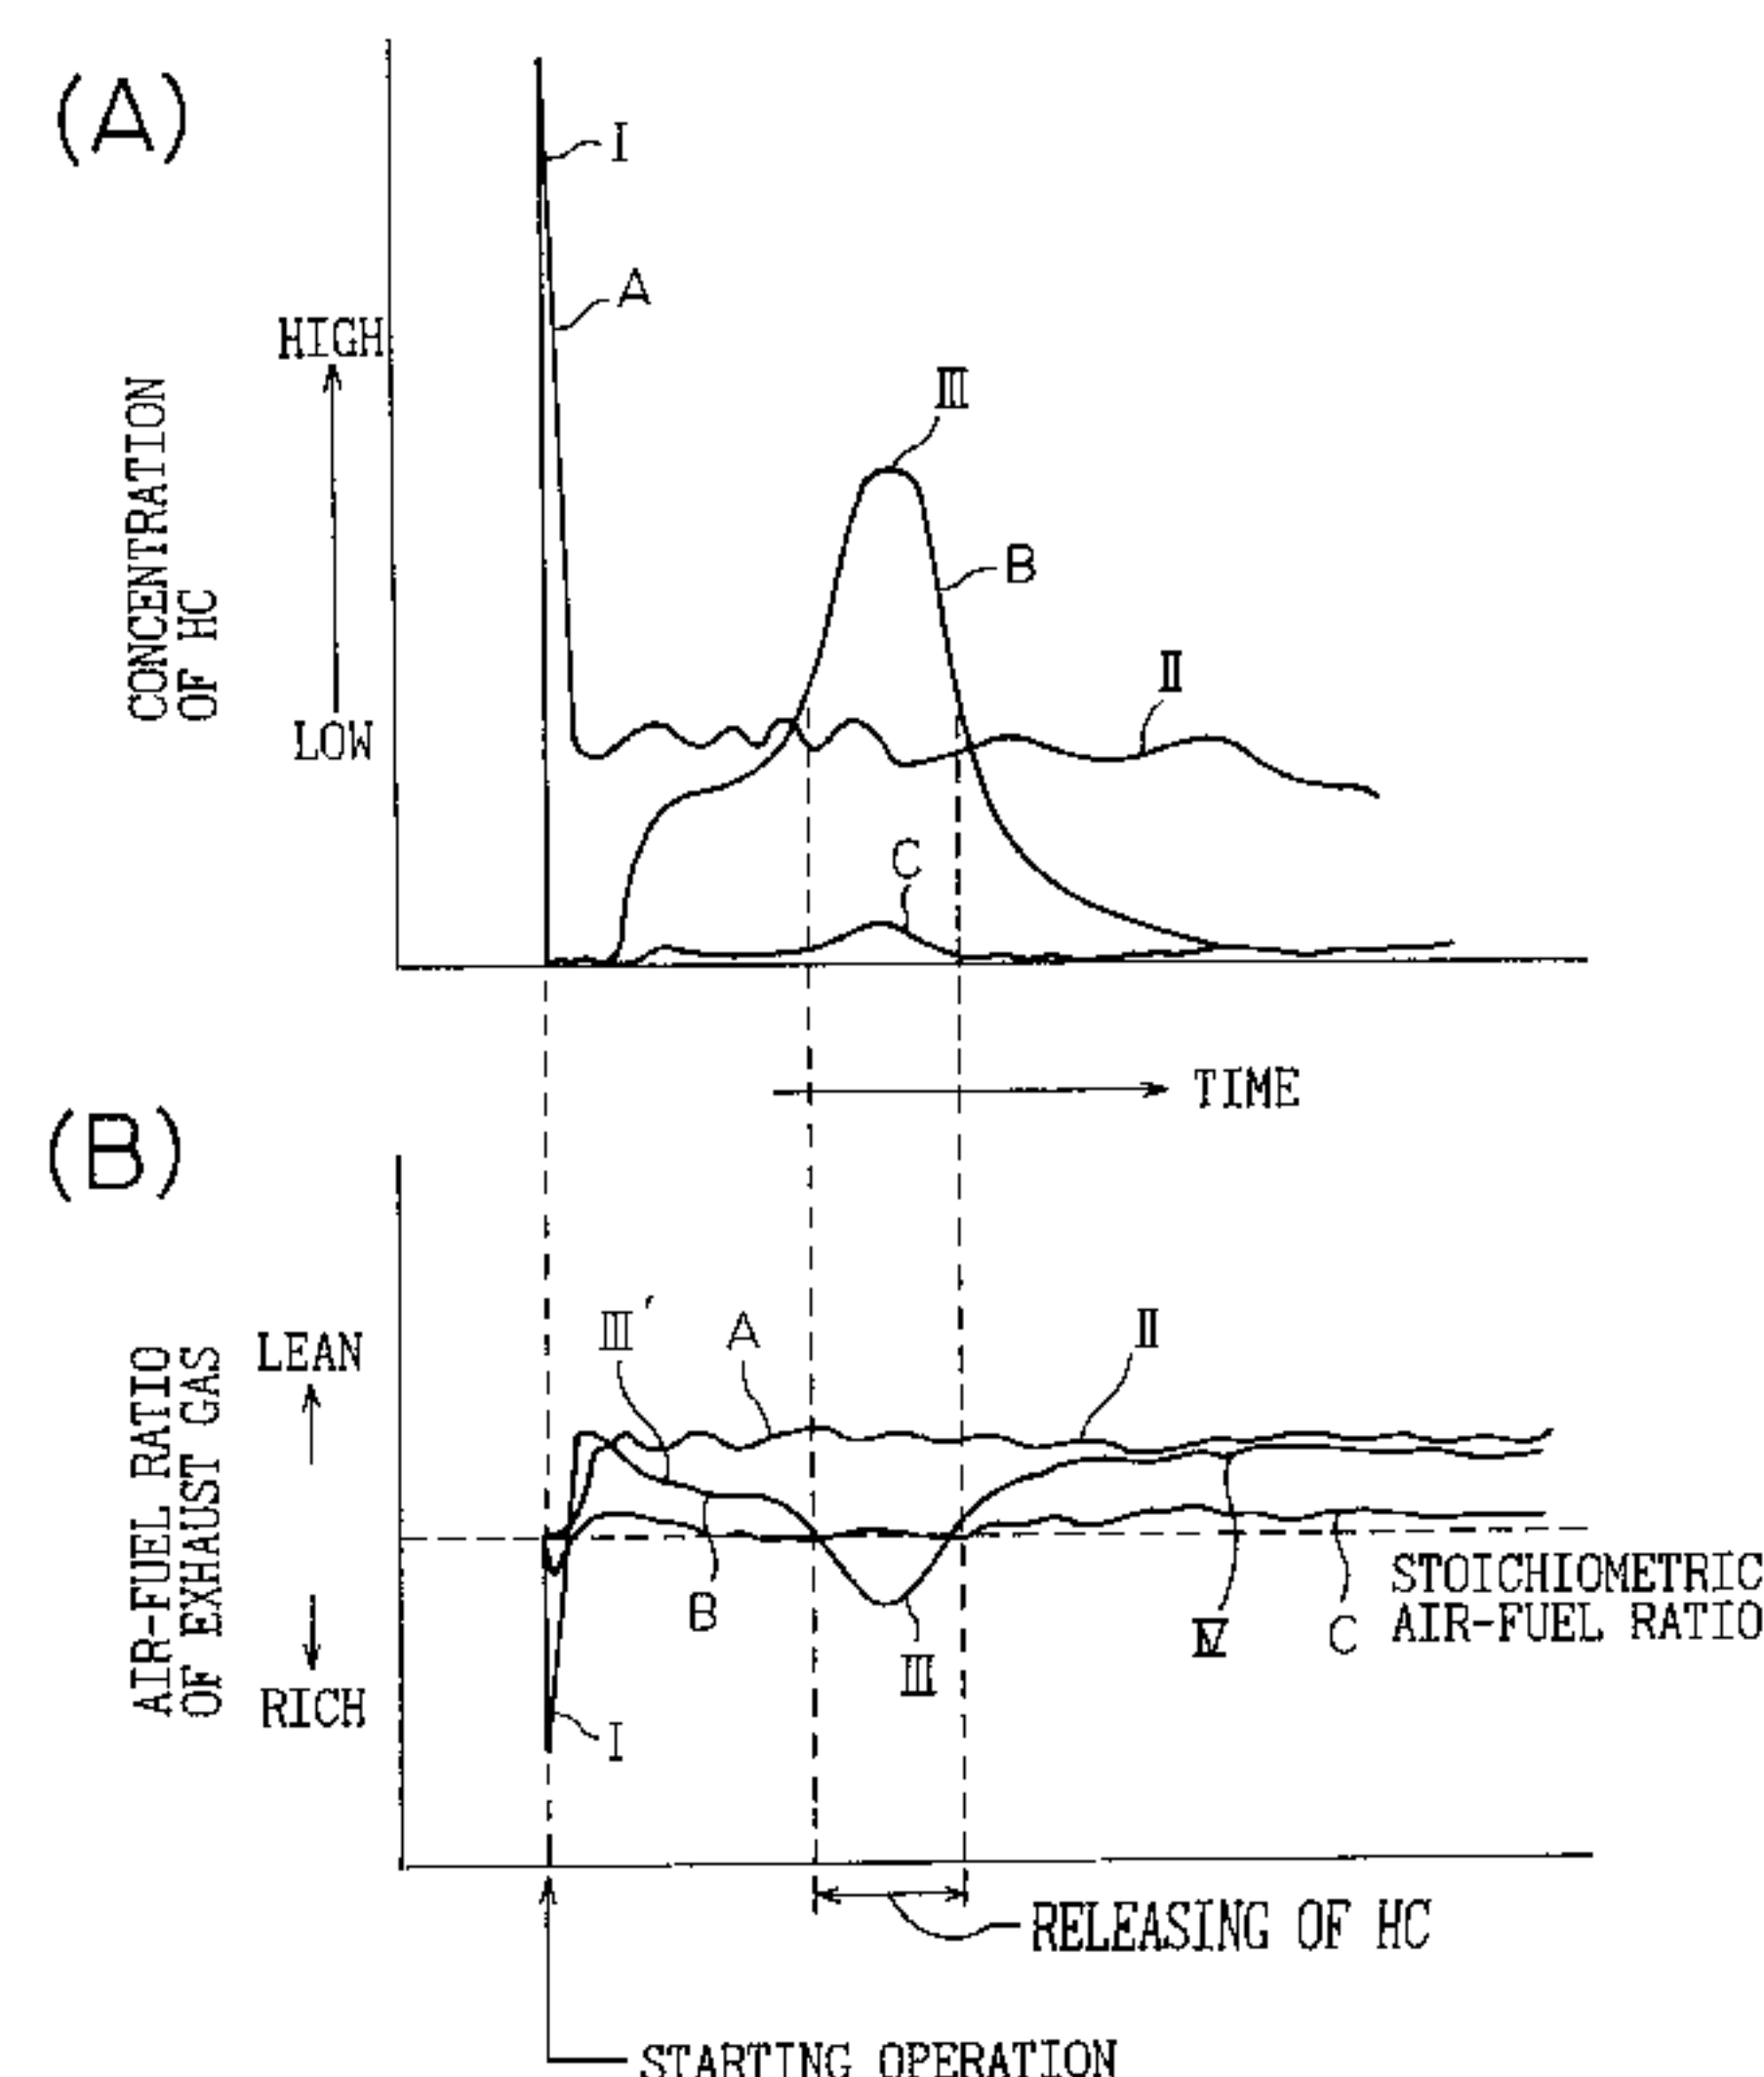 (A)
I
A
HIGH
III
CONCENTRATION
OF HC
B
II
LOW
C
TIME
(B)
III´
A
II
LEAN
AIR-FUEL RATIO
OF EXHAUST GAS
STOICHIOMETRIC
AIR-FUEL RATIO
B
IV
C
III
RICH
I
RELEASING OF HC
STARTING OPERATION